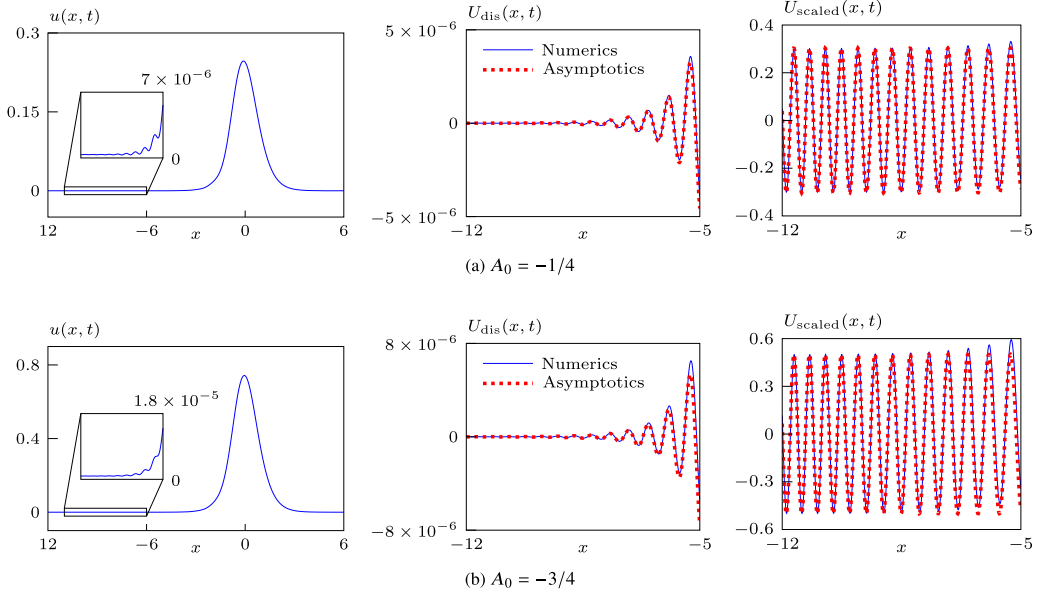 u(x, t)
0.3
0.15
0
12
−6
x
0
6
7 × 10⁻⁶
0
U_dis(x, t)
5 × 10⁻⁶
0
−5 × 10⁻⁶
−12
x
−5
Numerics
Asymptotics
U_scaled(x, t)
0.4
0.2
0
−0.2
−0.4
−12
x
−5
(a) A₀ = −1/4
u(x, t)
0.8
0.4
0
12
−6
x
0
6
1.8 × 10⁻⁵
0
U_dis(x, t)
8 × 10⁻⁶
0
−8 × 10⁻⁶
−12
x
−5
Numerics
Asymptotics
U_scaled(x, t)
0.6
0.3
0
−0.3
−0.6
−12
x
−5
(b) A₀ = −3/4